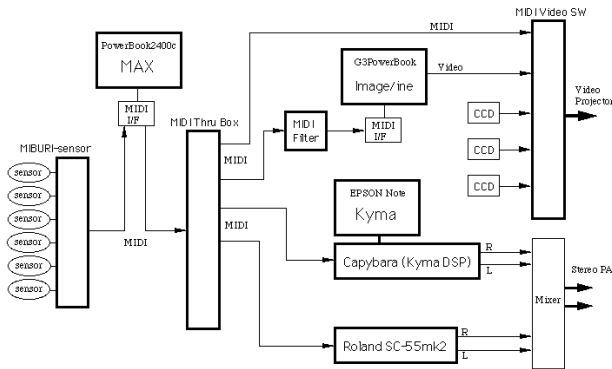 MIDI Video SW
MIDI
PowerBook2400c
MAX
G3PowerBook
Image/ine
Video
Video
Projector
MIDI
I/F
MIDI Thru Box
MIDI
Filter
MIDI
I/F
CCD
CCD
CCD
MIBURI-sensor
sensor
sensor
sensor
sensor
sensor
sensor
MIDI
MIDI
MIDI
EPSON Note
Kyma
Capybara (Kyma DSP)
R
L
Stereo PA
Mixer
Roland SC-55mk2
R
L